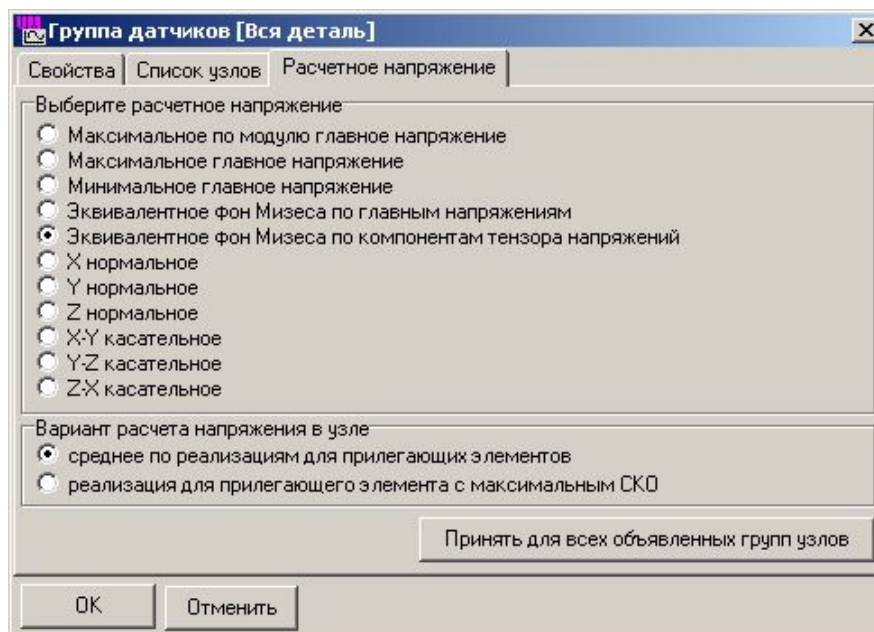 Группа датчиков [Вся деталь]
Свойства Список узлов Расчетное напряжение
Выберите расчетное напряжение
Максимальное по модулю главное напряжение
Максимальное главное напряжение
Минимальное главное напряжение
Эквивалентное фон Мизеса по главным напряжениям
Эквивалентное фон Мизеса по компонентам тензора напряжений
X нормальное
Y нормальное
Z нормальное
X-Y касательное
Y-Z касательное
Z-X касательное
Вариант расчета напряжения в узле
среднее по реализациям для прилегающих элементов
реализация для прилегающего элемента с максимальным СКО
Принять для всех объявленных групп узлов
OK Отменить